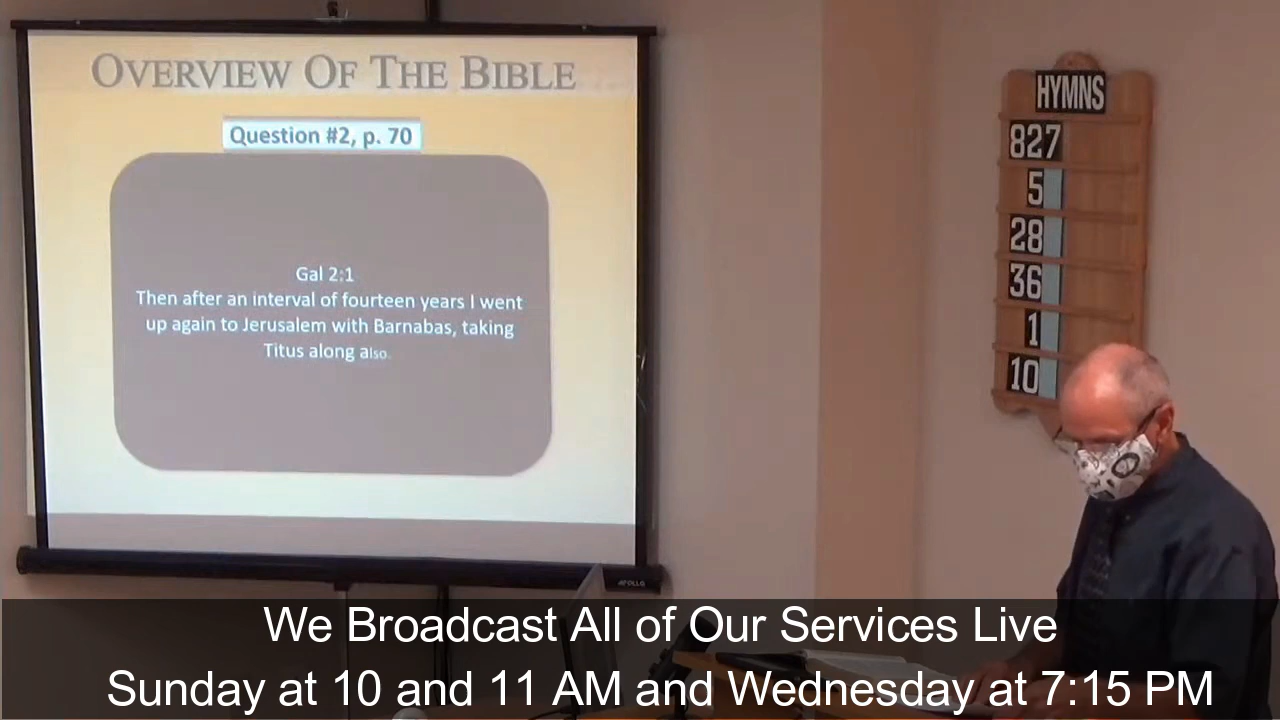 OVERVIEW OF THE BIBLE
Question #2, p. 70
Gal 2:1
Then after an interval of fourteen years I went
up again to Jerusalem with Barnabas, taking
Titus along also.
HYMNS
827
5
28
36
1
10
APOLLO
We Broadcast All of Our Services Live
Sunday at 10 and 11 AM and Wednesday at 7:15 PM